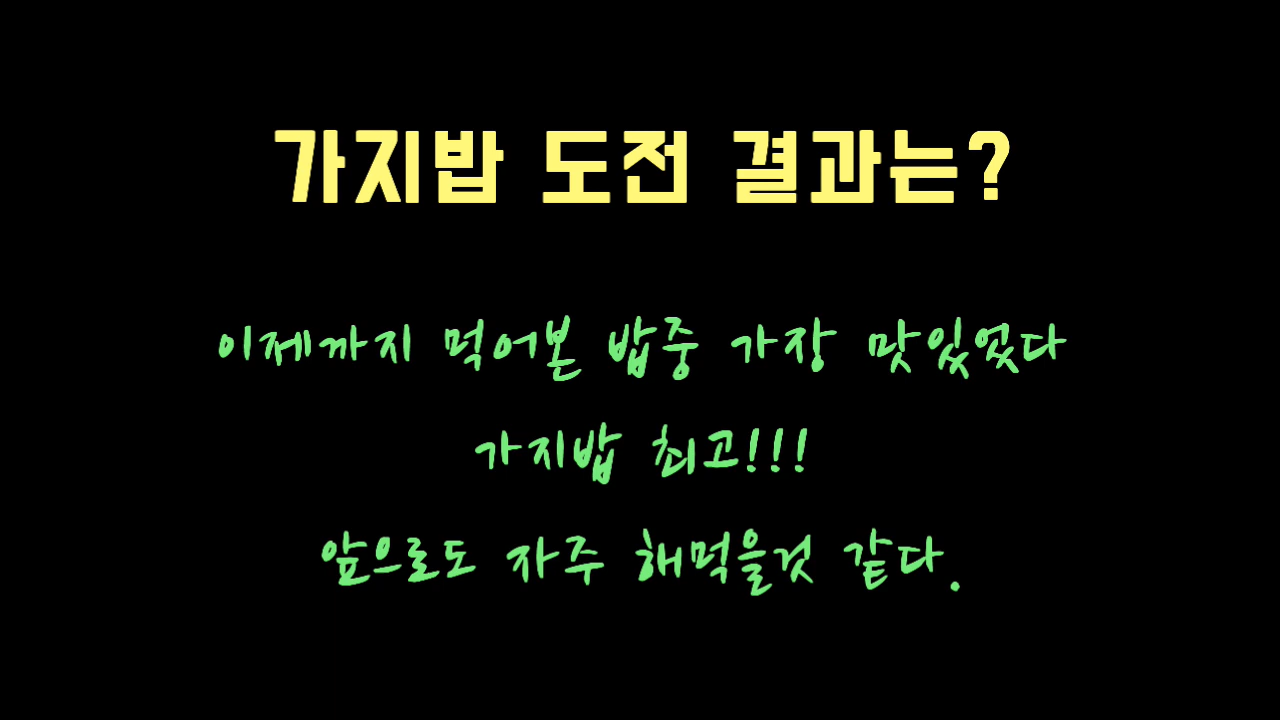 가지밥 도전 결과는?
이제까지 먹어본 밥중 가장 맛있었다
가지밥 최고!!!
앞으로도 자주 해먹을것 같다.